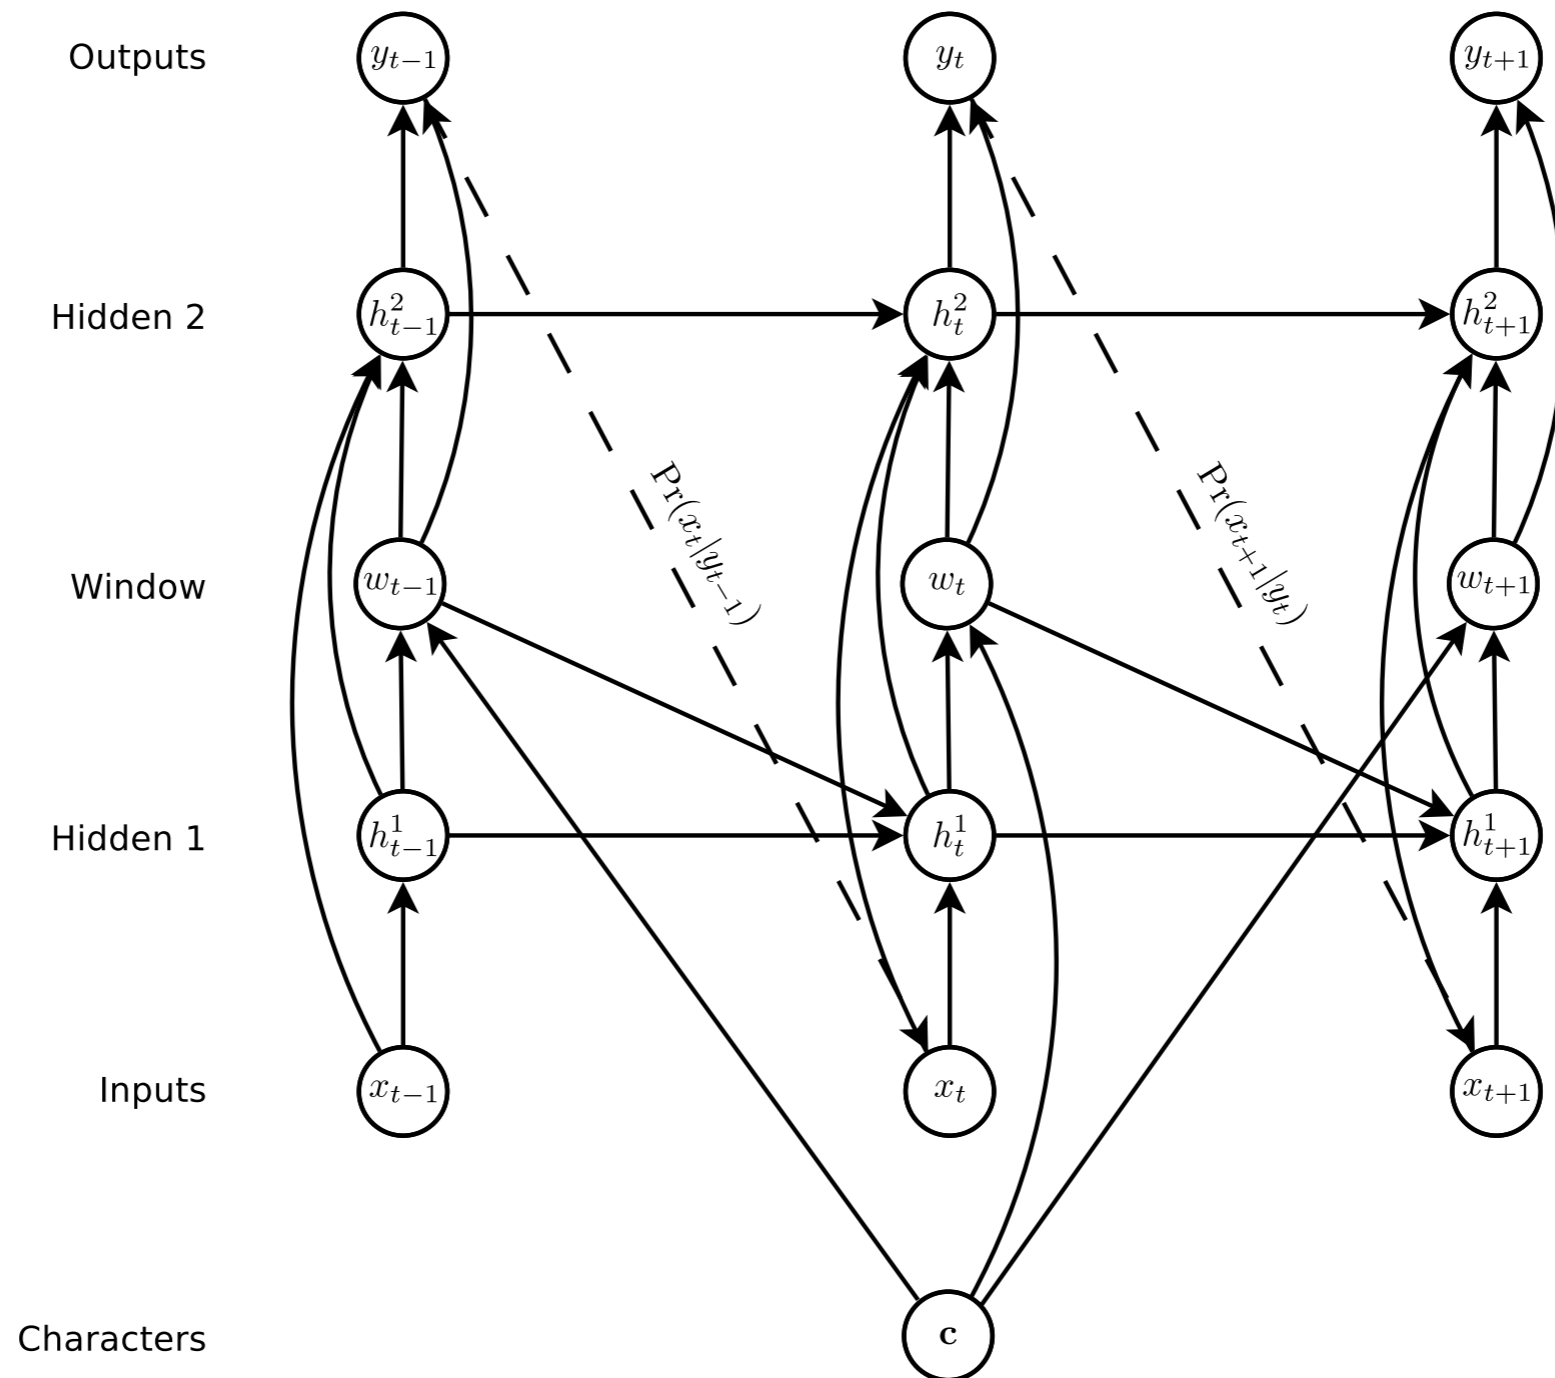 Outputs y_{t−1} y_t y_{t+1}
Hidden 2 h^2_{t−1} h^2_t h^2_{t+1}
Pr(x_t|y_{t−1}) Pr(x_{t+1}|y_t)
Window w_{t−1} w_t w_{t+1}
Hidden 1 h^1_{t−1} h^1_t h^1_{t+1}
Inputs x_{t−1} x_t x_{t+1}
Characters c